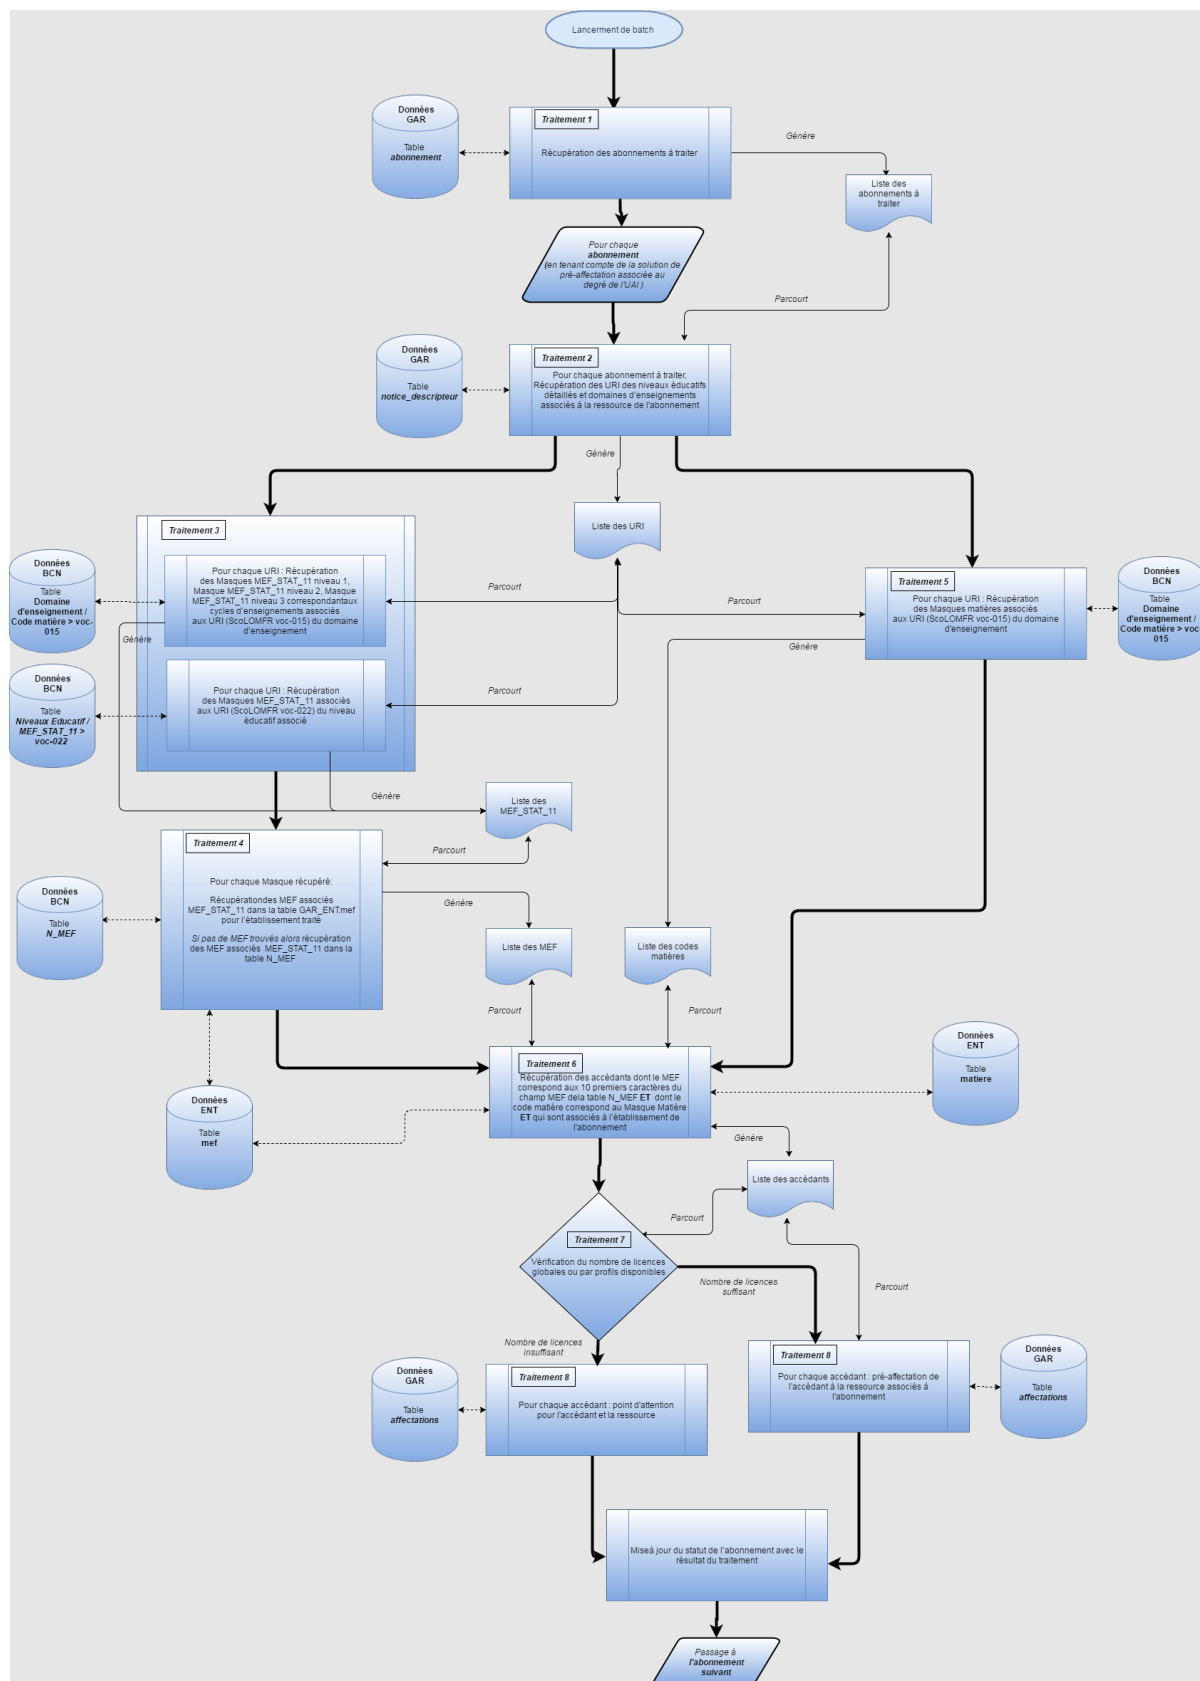 Lancerment de batch
Données
GAR
Table
abonnement
Traitement 1
Récupération des abonnements à traiter
Génère
Liste des
abonnements à
traiter
Pour chaque
abonnement
(en tenant compte de la solution de
pré-affectation associée au
degré de l'UAI )
Parcourt
Données
GAR
Table
notice_descripteur
Traitement 2
Pour chaque abonnement à traiter,
Récupération des URI des niveaux éducatifs
détaillés et domaines d'enseignements
associés à la ressource de l'abonnement
Génère
Liste des URI
Traitement 3
Données
BCN
Table
Domaine
d'enseignement /
Code matière > voc-
015
Pour chaque URI : Récupération
des Masques MEF_STAT_11 niveau 1,
Masque MEF_STAT_11 niveau 2, Masque
MEF_STAT_11 niveau 3 correspondantaux
cycles d'enseignements associés
aux URI (ScoLOMFR voc-015) du domaine
d'enseignement
Parcourt
Parcourt
Traitement 5
Pour chaque URI : Récupération
des Masques matières associés
aux URI (ScoLOMFR voc-015) du domaine
d'enseignement
Données
BCN
Table
Domaine
d'enseignement /
Code matière > voc-
015
Génère
Génère
Données
BCN
Table
Niveaux Educatif /
MEF_STAT_11 >
voc-022
Pour chaque URI : Récupération
des Masques MEF_STAT_11 associés
aux URI (ScoLOMFR voc-022) du niveau
éducatif associé
Parcourt
Génère
Liste des
MEF_STAT_11
Traitement 4
Parcourt
Données
BCN
Table
N_MEF
Pour chaque Masque récupéré:
Récupérationdes MEF associés
MEF_STAT_11 dans la table GAR_ENT.mef
pour l'établissement traité
Si pas de MEF trouvés alors récupération
des MEF associés MEF_STAT_11 dans la
table N_MEF
Génère
Liste des MEF
Liste des codes
matières
Parcourt
Parcourt
Données
ENT
Table
matiere
Traitement 6
Récupération des accédants dont le MEF
correspond aux 10 premiers caractères du
champ MEF dela table N_MEF ET dont le
code matière correspond au Masque Matière
ET qui sont associés à l'établissement de
l'abonnement
Données
ENT
Table
mef
Génère
Liste des accédants
Parcourt
Traitement 7
Vérification du nombre de licences
globales ou par profils disponibles
Nombre de licences
suffisant
Parcourt
Nombre de licences
insuffisant
Données
GAR
Table
affectations
Traitement 8
Pour chaque accédant : point d'attention
pour l'accédant et la ressource
Traitement 8
Pour chaque accédant : pré-affectation de
l'accédant à la ressource associés à
l'abonnement
Données
GAR
Table
affectations
Miseà jour du statut de l'abonnement avec le
résultat du traitement
Passage à
l'abonnement
suivant